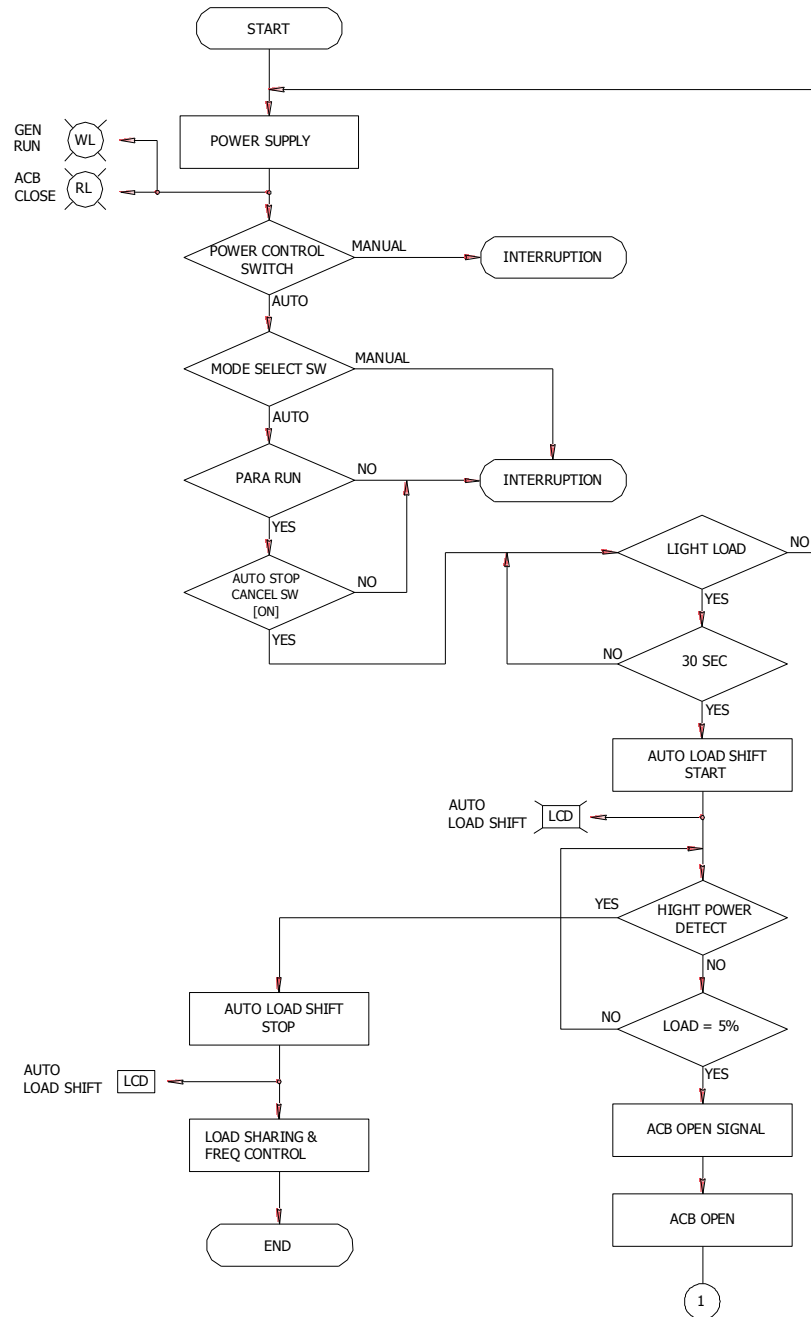 START
POWER SUPPLY
GEN
RUN
WL
ACB
CLOSE
RL
POWER CONTROL
SWITCH
MANUAL
INTERRUPTION
AUTO
MODE SELECT SW
MANUAL
AUTO
PARA RUN
NO
INTERRUPTION
YES
AUTO STOP
CANCEL SW
[ON]
NO
YES
LIGHT LOAD
NO
YES
30 SEC
NO
YES
AUTO LOAD SHIFT
START
AUTO
LOAD SHIFT
LCD
HIGHT POWER
DETECT
YES
NO
AUTO LOAD SHIFT
STOP
LOAD = 5%
NO
YES
AUTO
LOAD SHIFT
LCD
LOAD SHARING &
FREQ CONTROL
ACB OPEN SIGNAL
ACB OPEN
END
1